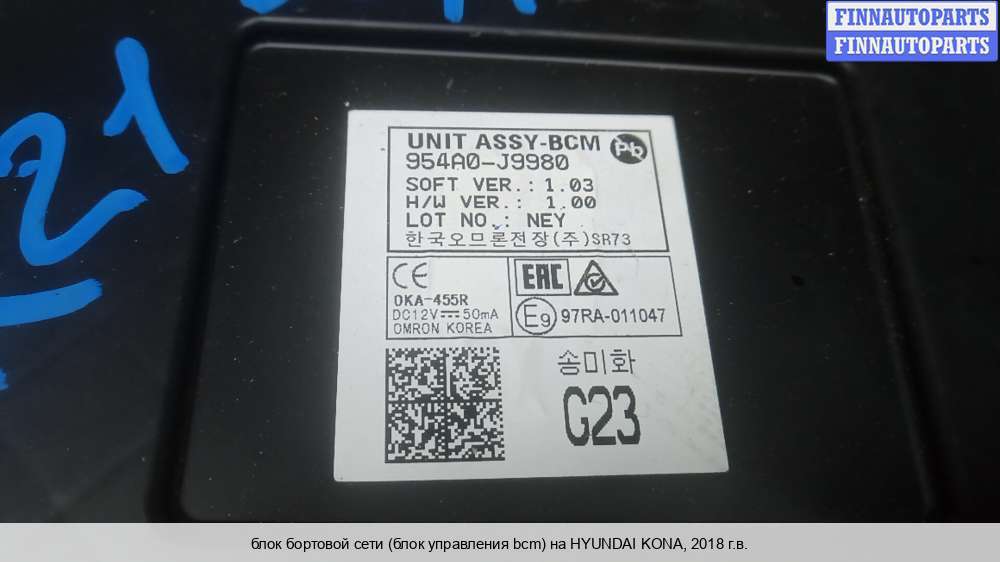 FINNAUTOPARTS
FINNAUTOPARTS
21
UNIT ASSY-BCM
Pb
954A0-J9980
SOFT VER.: 1.03
H/W VER.: 1.00
LOT NO.: NEY
한국오므론전장(주)SR73
CE
EAC
OKA-455R
DC12V⎓50mA
OMRON KOREA
E9 97RA-011047
송미화
G23
блок бортовой сети (блок управления bcm) на HYUNDAI KONA, 2018 г.в.